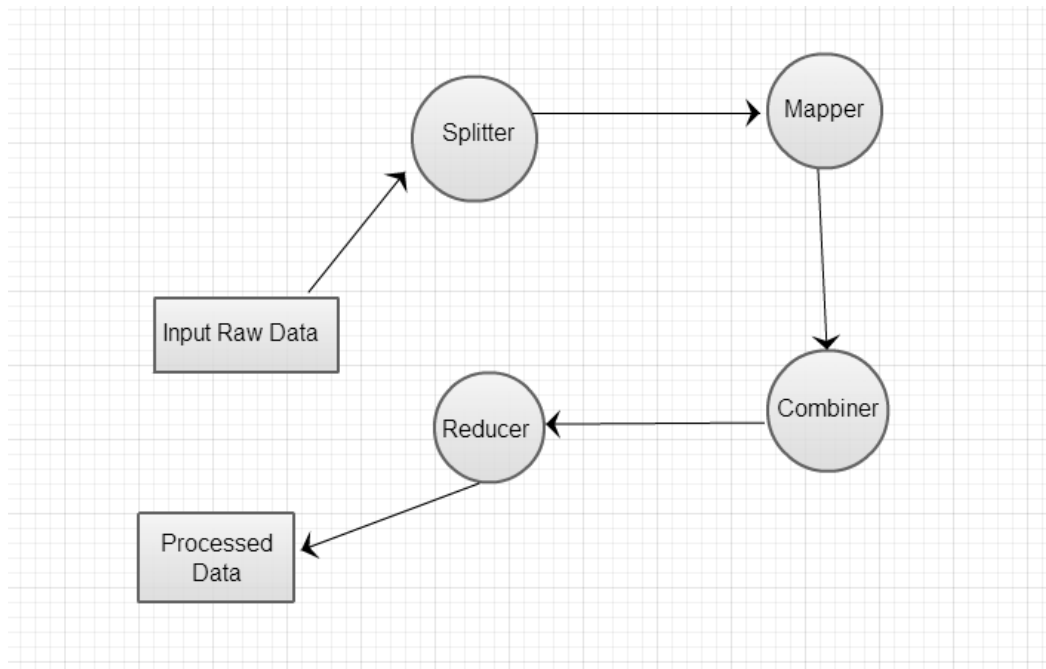 Splitter
Mapper
Input Raw Data
Combiner
Reducer
Processed
Data